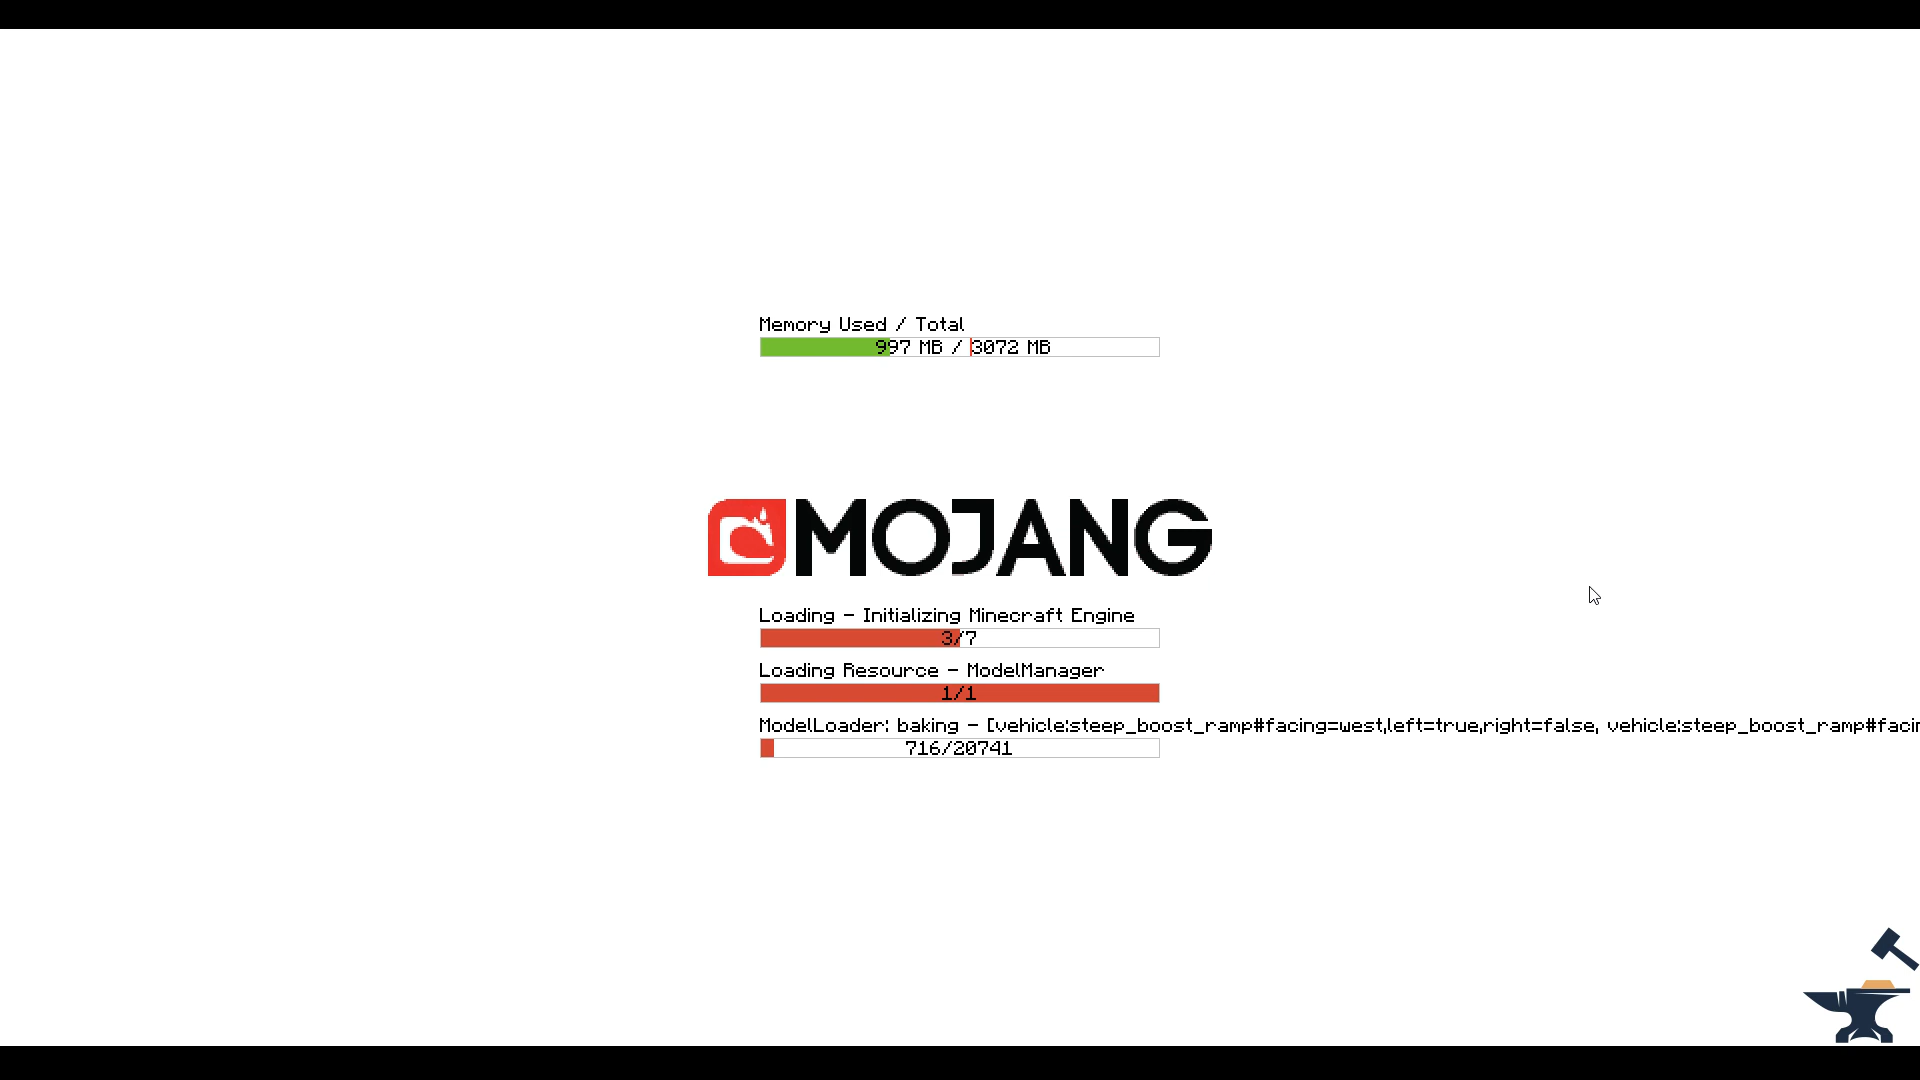 Memory Used / Total
997 MB / 3072 MB
MOJANG
Loading - Initializing Minecraft Engine
3/7
Loading Resource - ModelManager
1/1
ModelLoader: baking - [vehicle:steep_boost_ramp#facing=west,left=true,right=false, vehicle:steep_boost_ramp#facin
716/20741